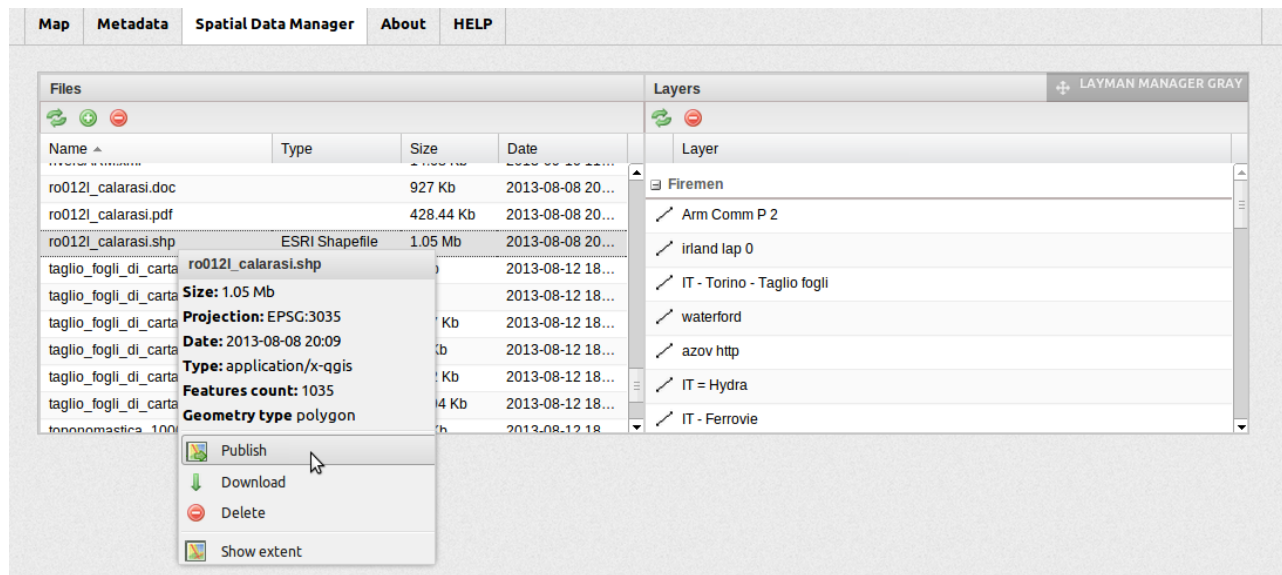 Map Metadata Spatial Data Manager About HELP
Files
Layers
LAYMAN MANAGER GRAY
Name Type Size Date
Layer
ro012l_calarasi.doc 927 Kb 2013-08-08 20...
ro012l_calarasi.pdf 428.44 Kb 2013-08-08 20...
ro012l_calarasi.shp ESRI Shapefile 1.05 Mb 2013-08-08 20...
taglio_fogli_di_carta 2013-08-12 18...
taglio_fogli_di_carta 2013-08-12 18...
taglio_fogli_di_carta Kb 2013-08-12 18...
taglio_fogli_di_carta 2013-08-12 18...
taglio_fogli_di_carta Kb 2013-08-12 18...
taglio_fogli_di_carta 4 Kb 2013-08-12 18...
ro012l_calarasi.shp
Size: 1.05 Mb
Projection: EPSG:3035
Date: 2013-08-08 20:09
Type: application/x-qgis
Features count: 1035
Geometry type polygon
Publish
Download
Delete
Show extent
Firemen
Arm Comm P 2
irland lap 0
IT - Torino - Taglio fogli
waterford
azov http
IT = Hydra
IT - Ferrovie